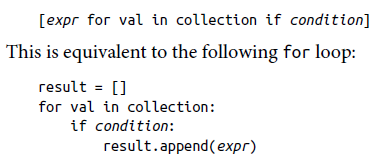 [expr for val in collection if condition]
This is equivalent to the following for loop:
result = []
for val in collection:
    if condition:
        result.append(expr)